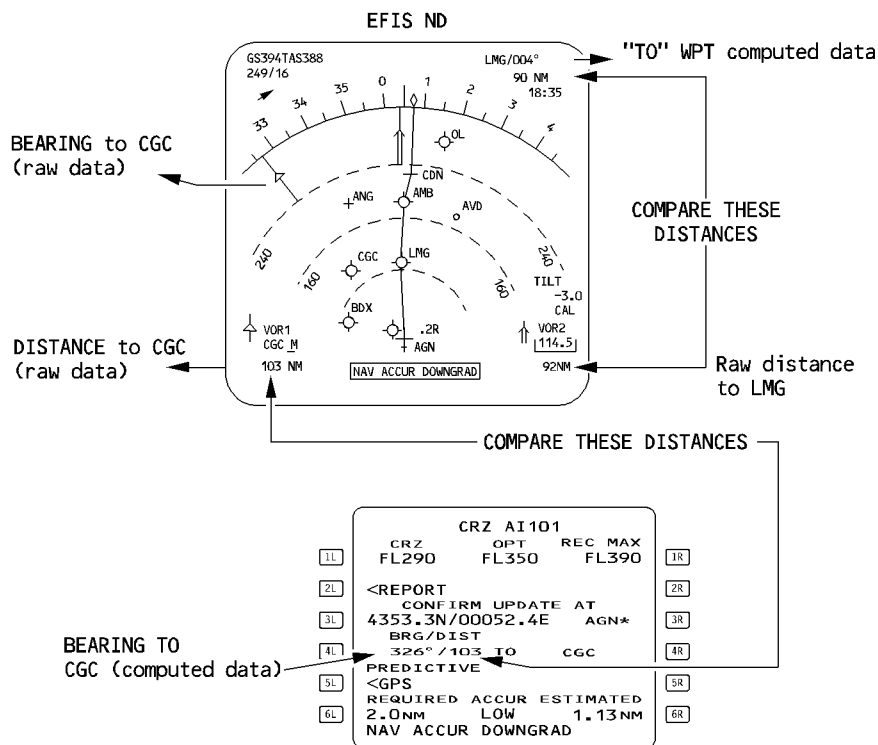 EFIS ND
GS394TAS388
249/16
LMG/004°
90 NM
18:35
"TO" WPT computed data
33
34
35
0
1
2
3
4
BEARING to CGC
(raw data)
OL
CDN
ANG
AMB
AVD
COMPARE THESE
DISTANCES
240
160
CGC
LMG
160
240
TILT
-3.0
CAL
BDX
.2R
AGN
VOR1
CGC M
103 NM
VOR2
114.5
92NM
NAV ACCUR DOWNGRAD
DISTANCE to CGC
(raw data)
Raw distance
to LMG
COMPARE THESE DISTANCES
CRZ AI101
CRZ OPT REC MAX
1L FL290 FL350 FL390 1R
2L <REPORT 2R
CONFIRM UPDATE AT
3L 4353.3N/00052.4E AGN* 3R
BRG/DIST
4L 326°/103 TO CGC 4R
PREDICTIVE
5L <GPS 5R
REQUIRED ACCUR ESTIMATED
6L 2.0NM LOW 1.13NM 6R
NAV ACCUR DOWNGRAD
BEARING TO
CGC (computed data)